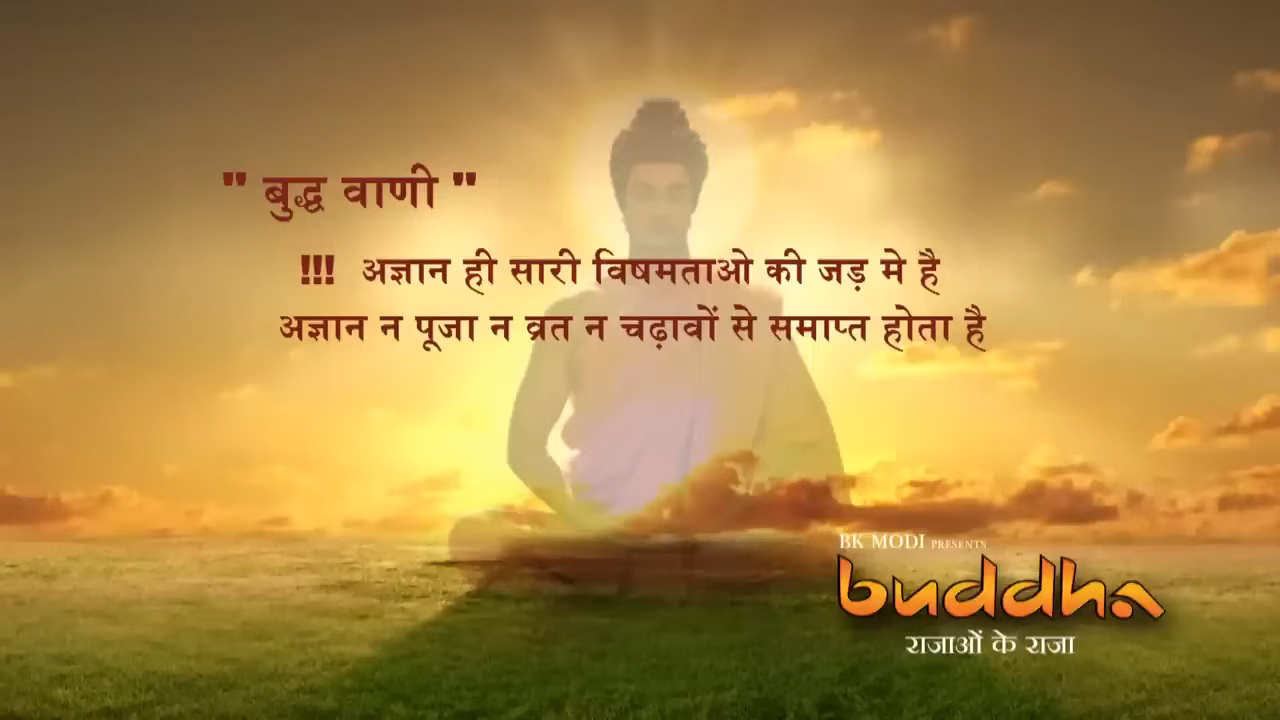 " बुद्ध वाणी "
!!! अज्ञान ही सारी विषमताओ की जड़ मे है
अज्ञान न पूजा न व्रत न चढ़ावों से समाप्त होता है
BK MODI PRESENTS
buddha
राजाओं के राजा